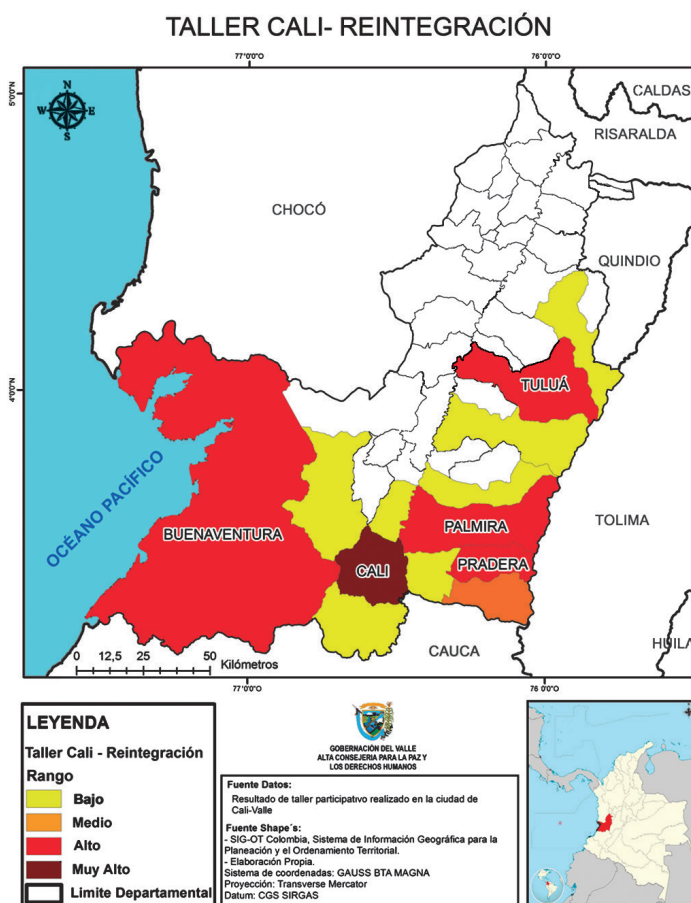 TALLER CALI- REINTEGRACIÓN
77°0'0"O
76°0'0"O
5°0'0"N
N
W
E
S
CALDAS
RISARALDA
CHOCÓ
QUINDIO
4°0'0"N
TULUÁ
OCÉANO PACÍFICO
BUENAVENTURA
PALMIRA
TOLIMA
CALI
PRADERA
CAUCA
HUILA
0 12,5 25 50
Kilómetros
77°0'0"O
76 0'0"O
LEYENDA
Taller Cali - Reintegración
Rango
Bajo
Medio
Alto
Muy Alto
Limite Departamental
GOBERNACIÓN DEL VALLE
ALTA CONSEJERIA PARA LA PAZ Y
LOS DERECHOS HUMANOS
Fuente Datos:
Resultado de taller participativo realizado en la ciudad de
Cali-Valle
Fuente Shape´s:
- SIG-OT Colombia, Sistema de Información Geográfica para la
Planeación y el Ordenamiento Territorial.
- Elaboración Propia.
Sistema de coordenadas: GAUSS BTA MAGNA
Proyección: Transverse Mercator
Datum: CGS SIRGAS